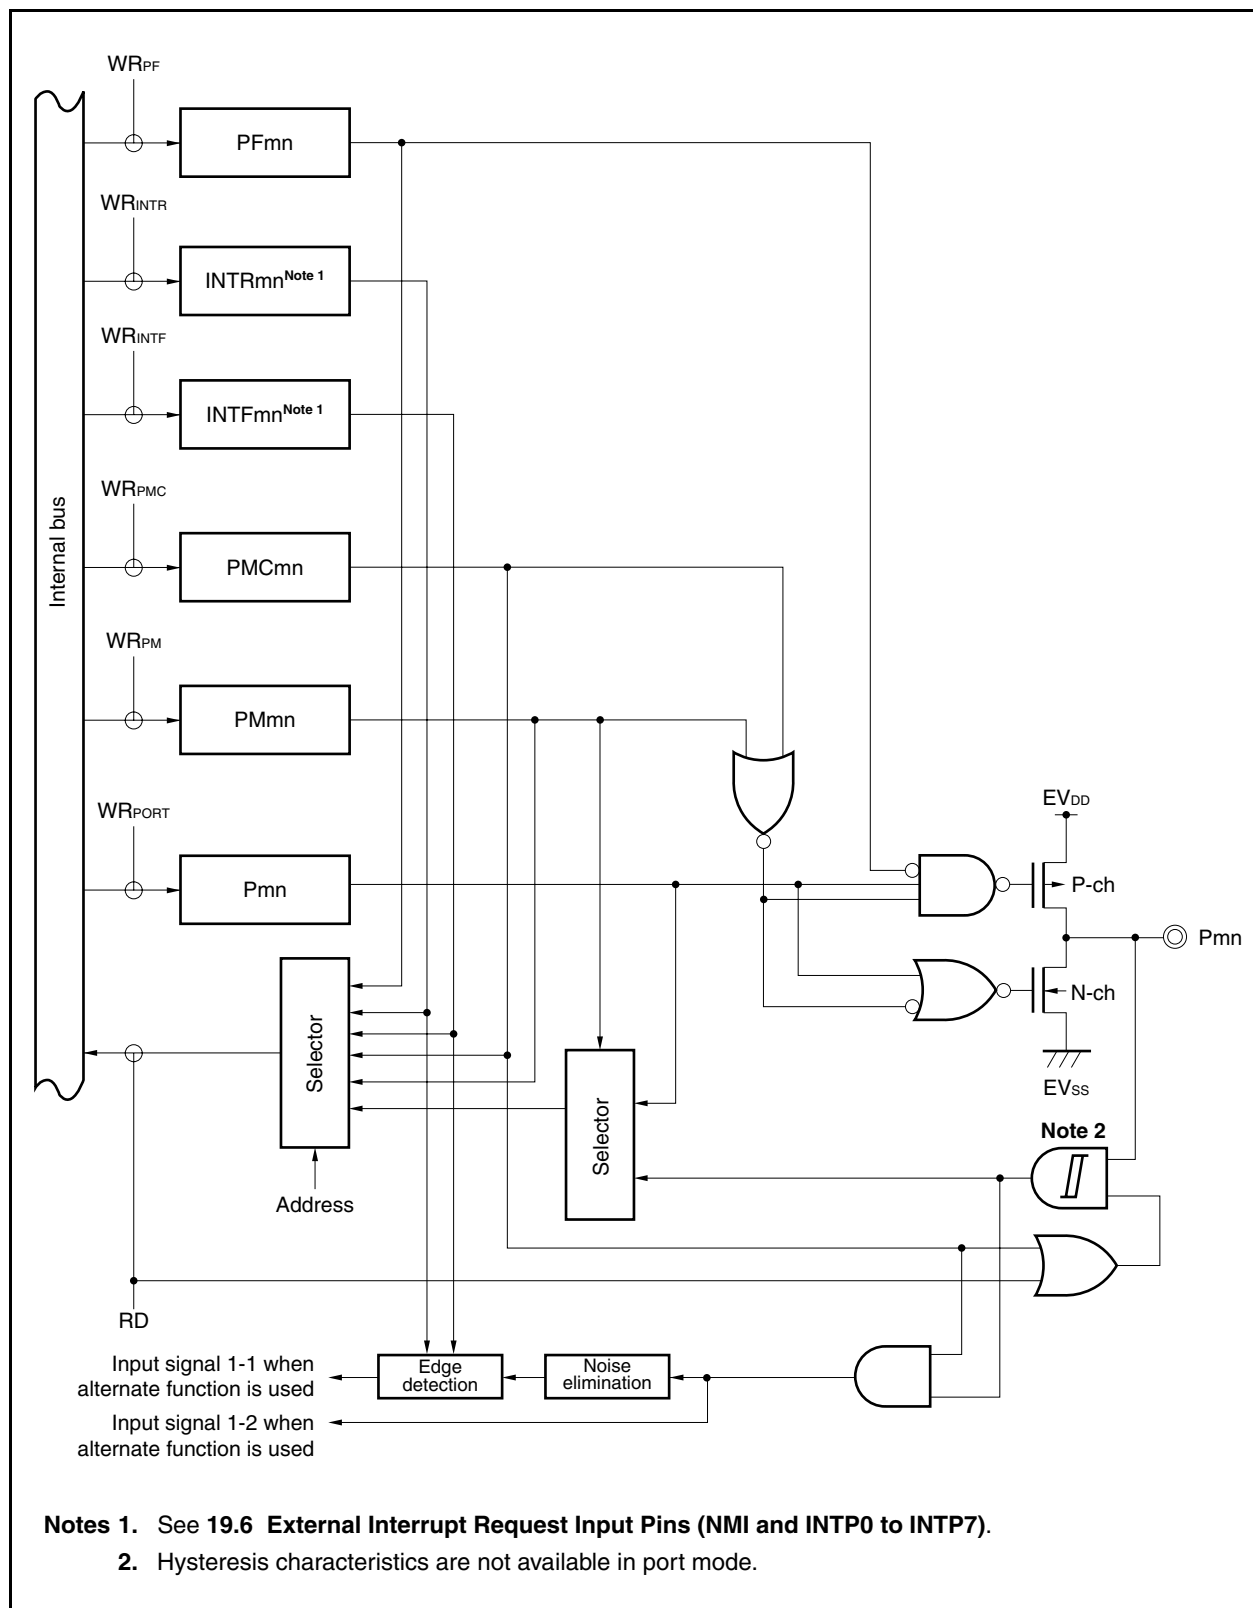 WRPF
PFmn
WRINTR
INTRmnNote 1
WRINTF
INTFmnNote 1
WRPMC
PMCmn
Internal bus
WRPM
PMmn
WRPORT
Pmn
EVDD
P-ch
Pmn
N-ch
EVSS
Selector
Selector
Note 2
Address
RD
Input signal 1-1 when
alternate function is used
Edge
detection
Noise
elimination
Input signal 1-2 when
alternate function is used
Notes 1. See 19.6 External Interrupt Request Input Pins (NMI and INTP0 to INTP7).
2. Hysteresis characteristics are not available in port mode.